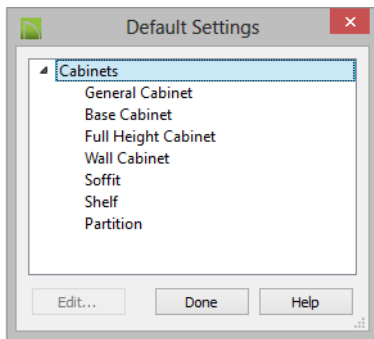 Default Settings
Cabinets
General Cabinet
Base Cabinet
Full Height Cabinet
Wall Cabinet
Soffit
Shelf
Partition
Edit... Done Help